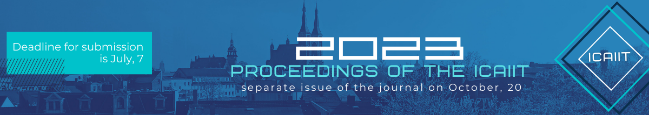 Deadline for submission
is July, 7
2023
PROCEEDINGS OF THE ICAIIT
separate issue of the journal on October, 20
ICAIIT